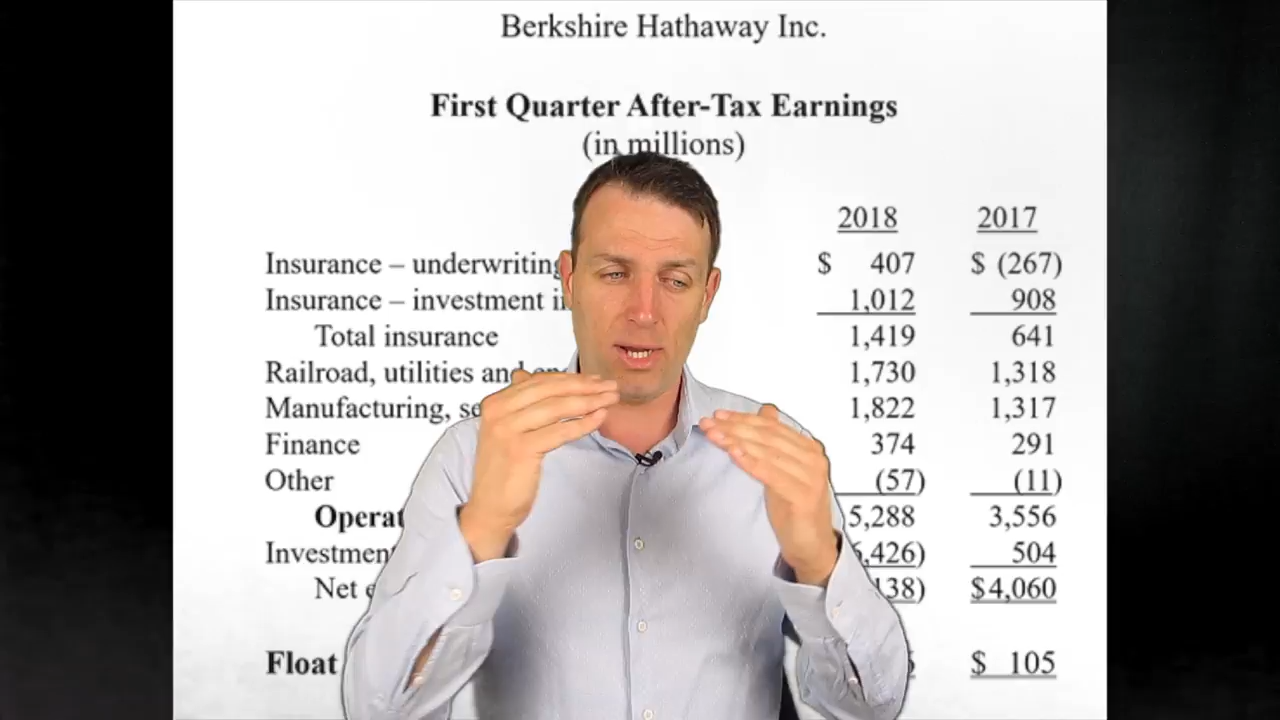 Berkshire Hathaway Inc.
First Quarter After-Tax Earnings
(in millions)
2018 2017
Insurance – underwriting $ 407 $ (267)
Insurance – investment 1,012 908
Total insurance 1,419 641
Railroad, utilities and 1,730 1,318
Manufacturing, 1,822 1,317
Finance 374 291
Other (57) (11)
5,288 3,556
504
Net $4,060
Float $ 105